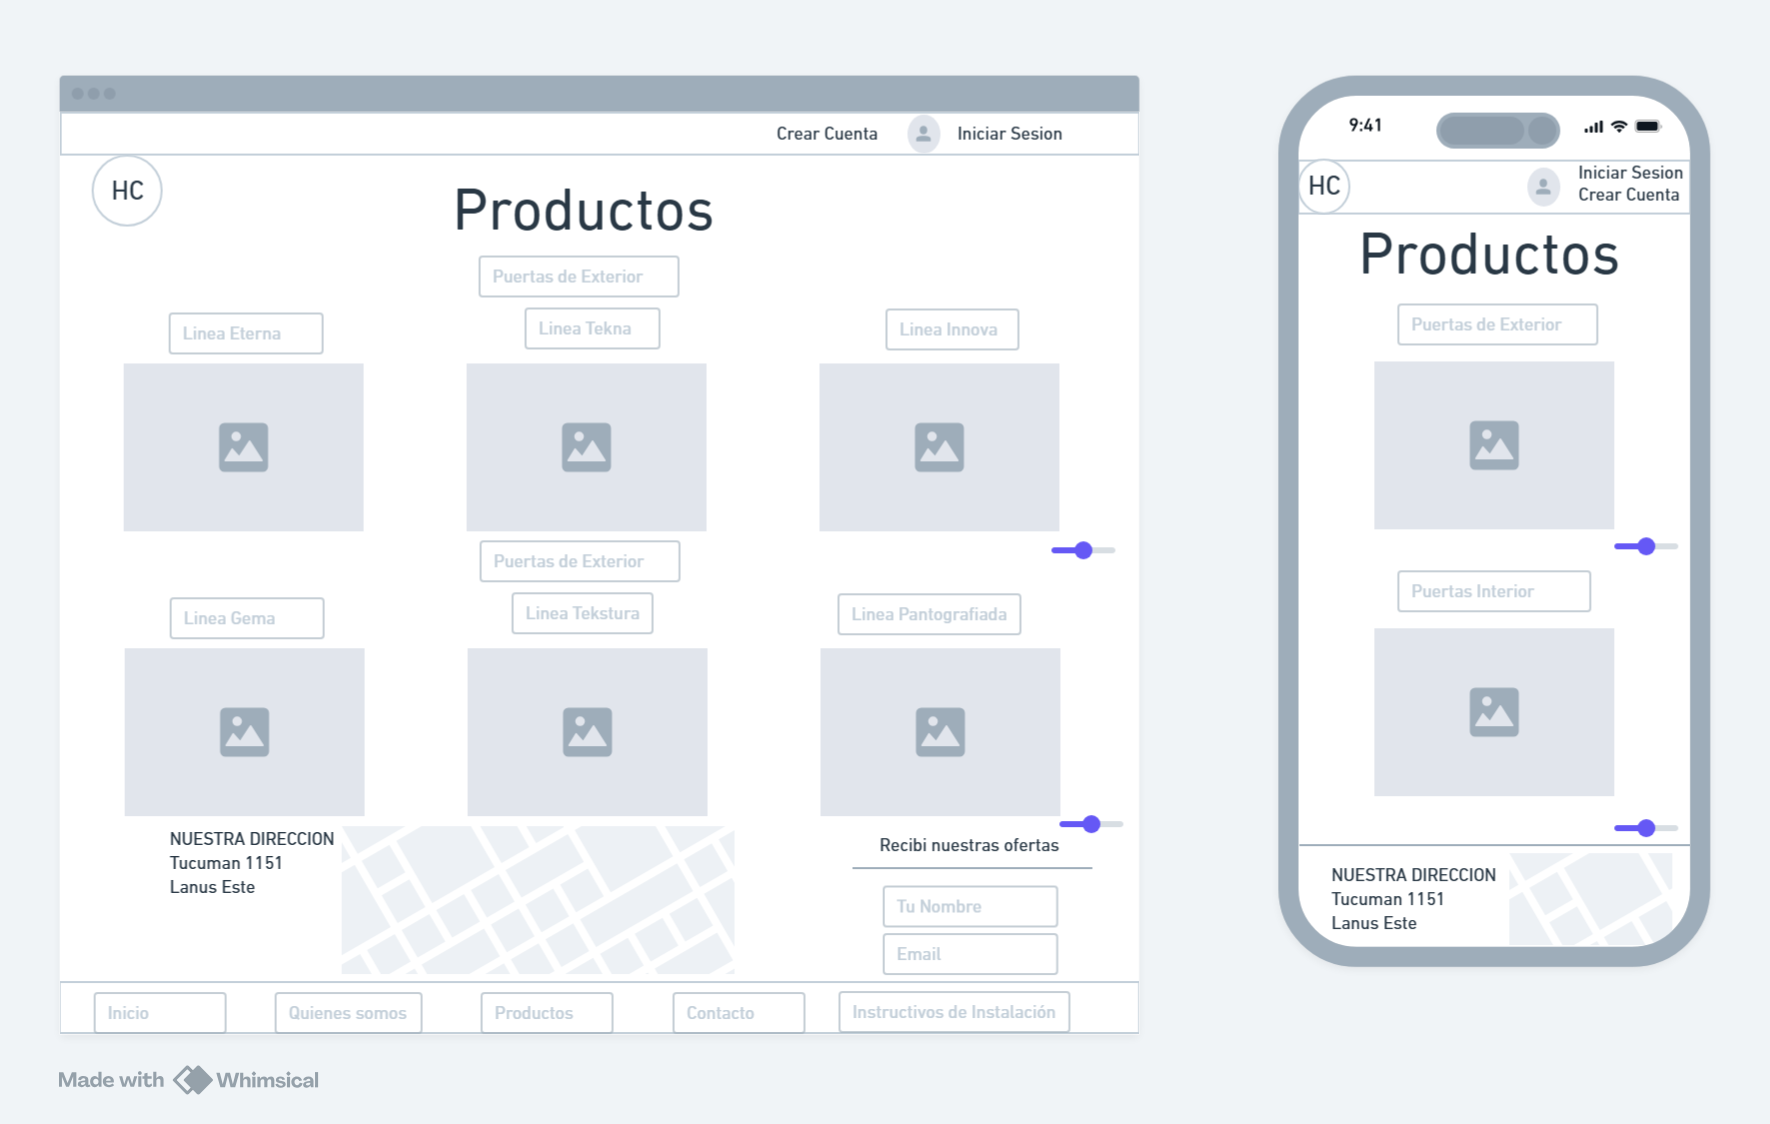 Crear Cuenta
Iniciar Sesion
HC
Productos
Puertas de Exterior
Linea Eterna
Linea Tekna
Linea Innova
Puertas de Exterior
Linea Gema
Linea Tekstura
Linea Pantografiada
NUESTRA DIRECCION
Tucuman 1151
Lanus Este
Recibi nuestras ofertas
Tu Nombre
Email
Inicio
Quienes somos
Productos
Contacto
Instructivos de Instalación
9:41
HC
Iniciar Sesion
Crear Cuenta
Productos
Puertas de Exterior
Puertas Interior
NUESTRA DIRECCION
Tucuman 1151
Lanus Este
Made with Whimsical